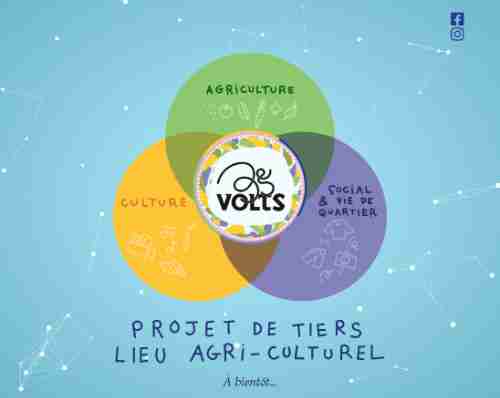 AGRICULTURE
CULTURE
SOCIAL
& VIE DE
QUARTIER
VOLTS
PROJET DE TIERS
LIEU AGRI-CULTUREL
À bientôt...